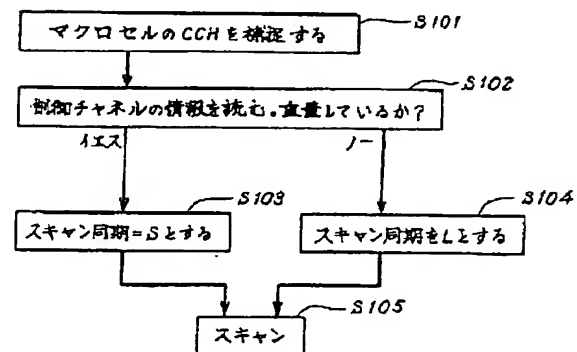 マクロセルのCCHを捕捉する
S101
S102
制御チャネルの情報を読む。重畳しているか?
イエス
ノー
S103
S104
スキャン同期=Sとする
スキャン同期をLとする
S105
スキャン